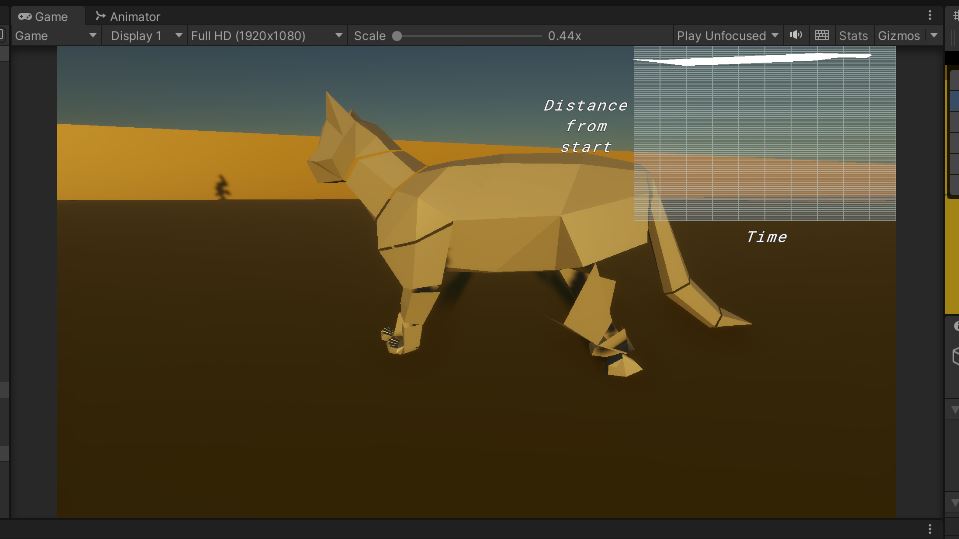 Game
Animator
Game
Display 1
Full HD (1920x1080)
Scale
0.44x
Play Unfocused
Stats
Gizmos
Distance
from
start
Time